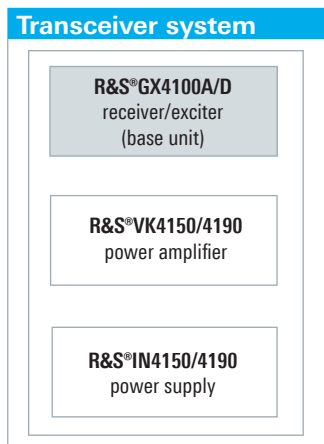 Transceiver system
R&S®GX4100A/D
receiver/exciter
(base unit)
R&S®VK4150/4190
power amplifier
R&S®IN4150/4190
power supply